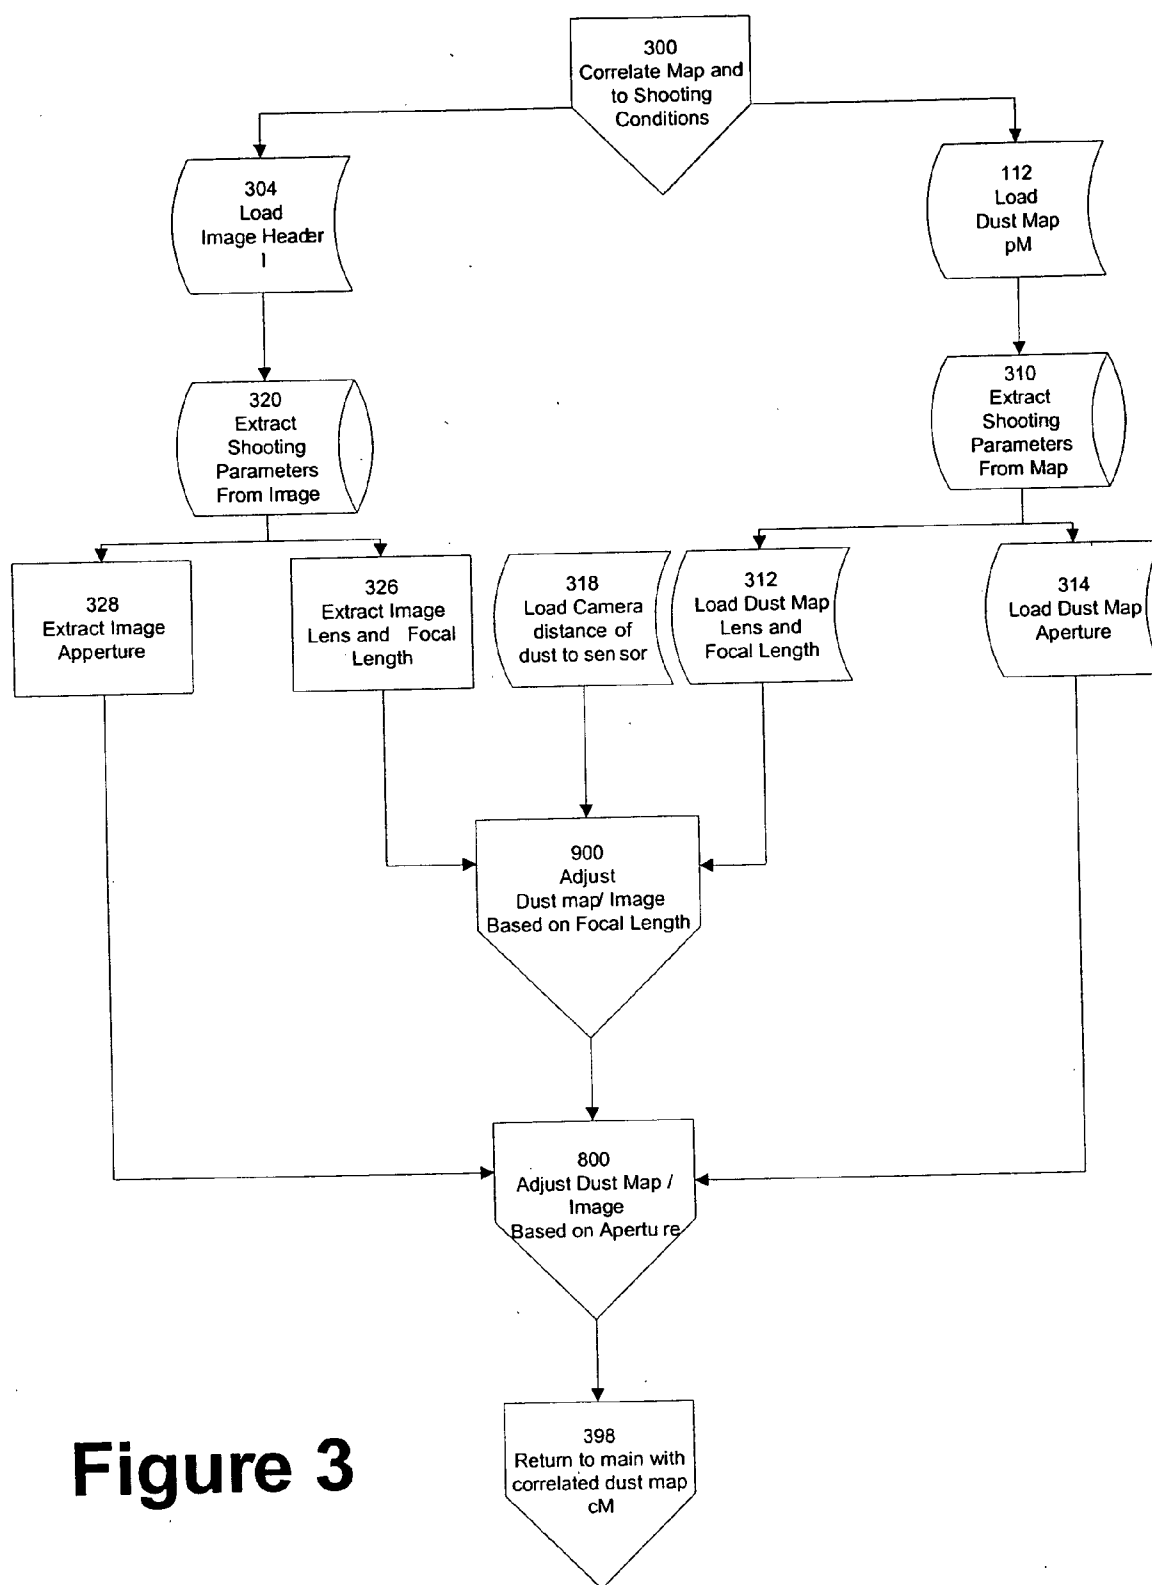 300
Correlate Map and
to Shooting
Conditions
304
Load
Image Header
I
112
Load
Dust Map
pM
320
Extract
Shooting
Parameters
From Image
310
Extract
Shooting
Parameters
From Map
328
Extract Image
Apperture
326
Extract Image
Lens and Focal
Length
318
Load Camera
distance of
dust to sensor
312
Load Dust Map
Lens and
Focal Length
314
Load Dust Map
Aperture
900
Adjust
Dust map/ Image
Based on Focal Length
800
Adjust Dust Map /
Image
Based on Aperture
398
Return to main with
correlated dust map
cM
Figure 3